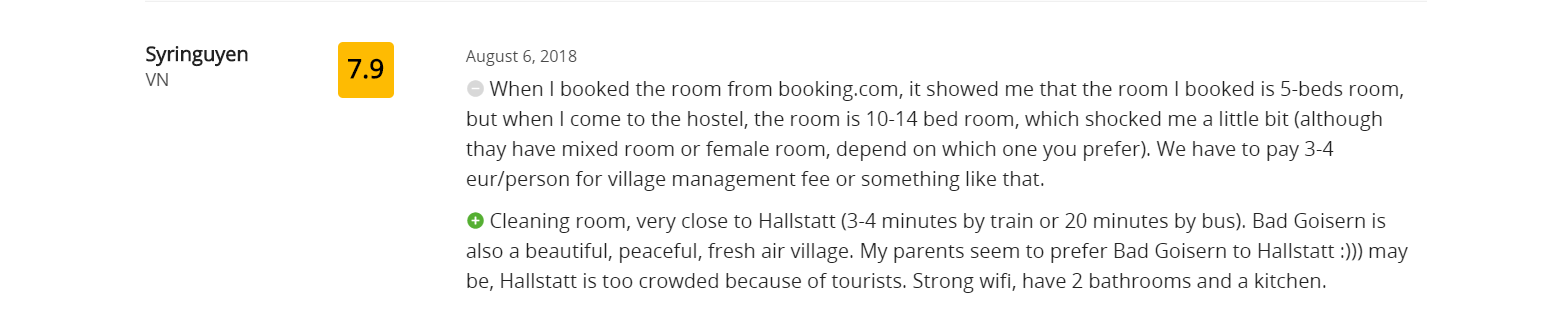 Syringuyen
VN
7.9
August 6, 2018
When I booked the room from booking.com, it showed me that the room I booked is 5-beds room,
but when I come to the hostel, the room is 10-14 bed room, which shocked me a little bit (although
thay have mixed room or female room, depend on which one you prefer). We have to pay 3-4
eur/person for village management fee or something like that.
Cleaning room, very close to Hallstatt (3-4 minutes by train or 20 minutes by bus). Bad Goisern is
also a beautiful, peaceful, fresh air village. My parents seem to prefer Bad Goisern to Hallstatt :))) may
be, Hallstatt is too crowded because of tourists. Strong wifi, have 2 bathrooms and a kitchen.